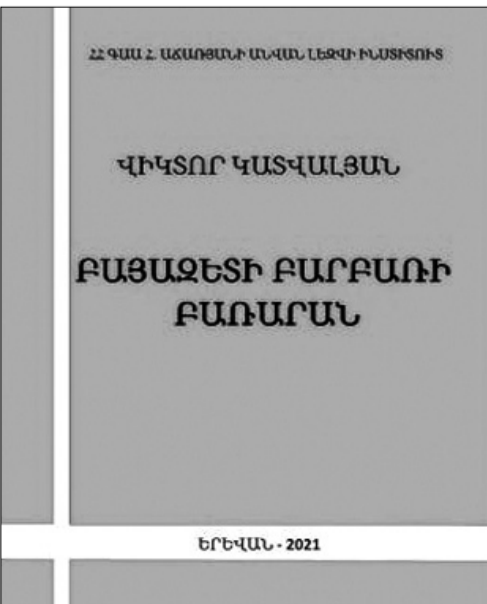 ՀՀ ԳԱԱ Հ. ԱՃԱՌՅԱՆԻ ԱՆՎԱՆ ԼԵԶՎԻ ԻՆՍՏԻՏՈՒՏ
ՎԻԿՏՈՐ ԿԱՏՎԱԼՅԱՆ
ԲԱՅԱԶԵՏԻ ԲԱՐԲԱՌԻ
ԲԱՌԱՐԱՆ
ԵՐԵՎԱՆ - 2021